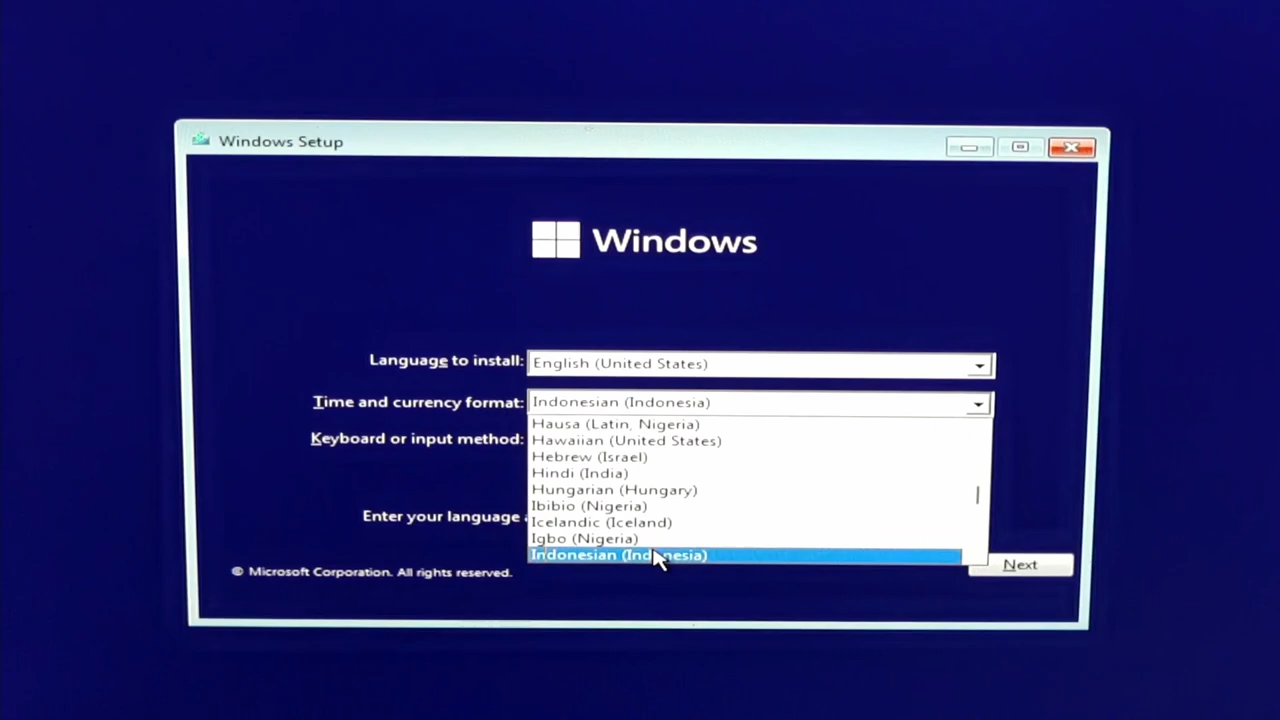 Windows Setup
Windows
Language to install: English (United States)
Time and currency format: Indonesian (Indonesia)
Hausa (Latin, Nigeria)
Hawaiian (United States)
Keyboard or input method:
Hebrew (Israel)
Hindi (India)
Hungarian (Hungary)
Ibibio (Nigeria)
Enter your language
Icelandic (Iceland)
Igbo (Nigeria)
Indonesian (Indonesia)
Next
© Microsoft Corporation. All rights reserved.